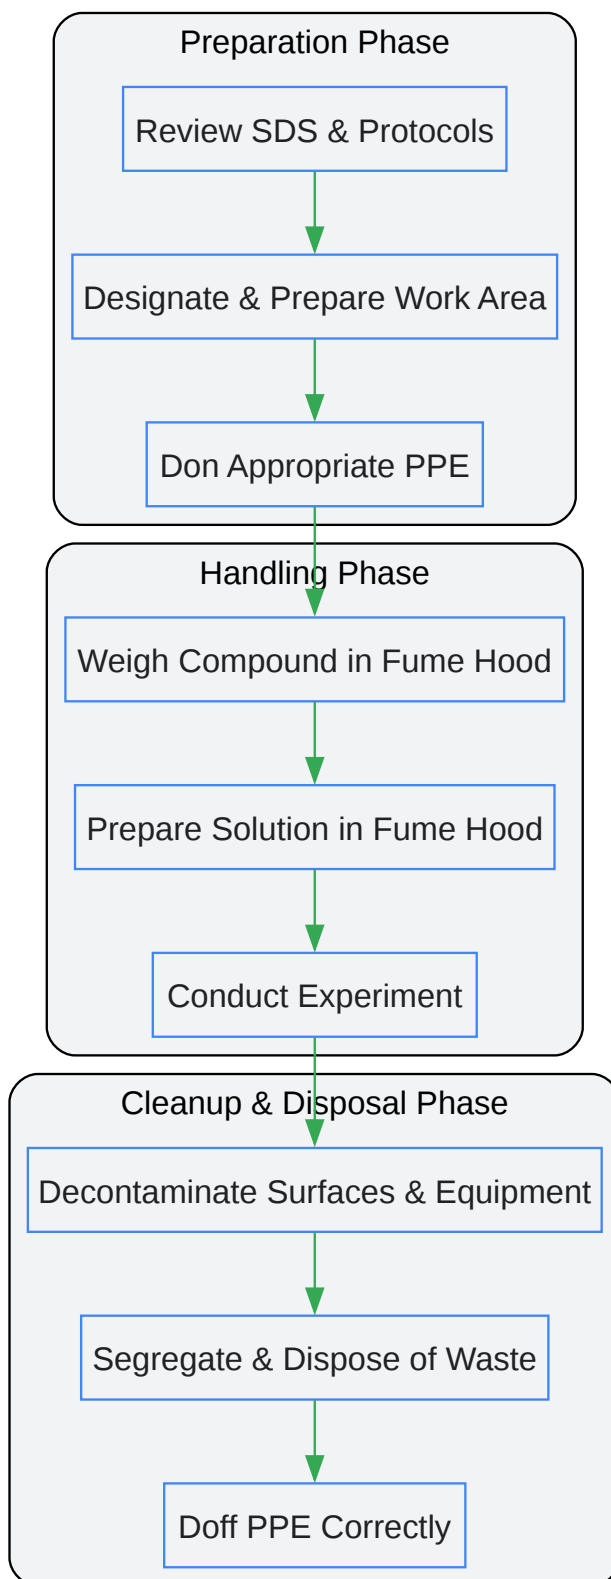 Preparation Phase
Review SDS & Protocols
Designate & Prepare Work Area
Don Appropriate PPE
Handling Phase
Weigh Compound in Fume Hood
Prepare Solution in Fume Hood
Conduct Experiment
Cleanup & Disposal Phase
Decontaminate Surfaces & Equipment
Segregate & Dispose of Waste
Doff PPE Correctly